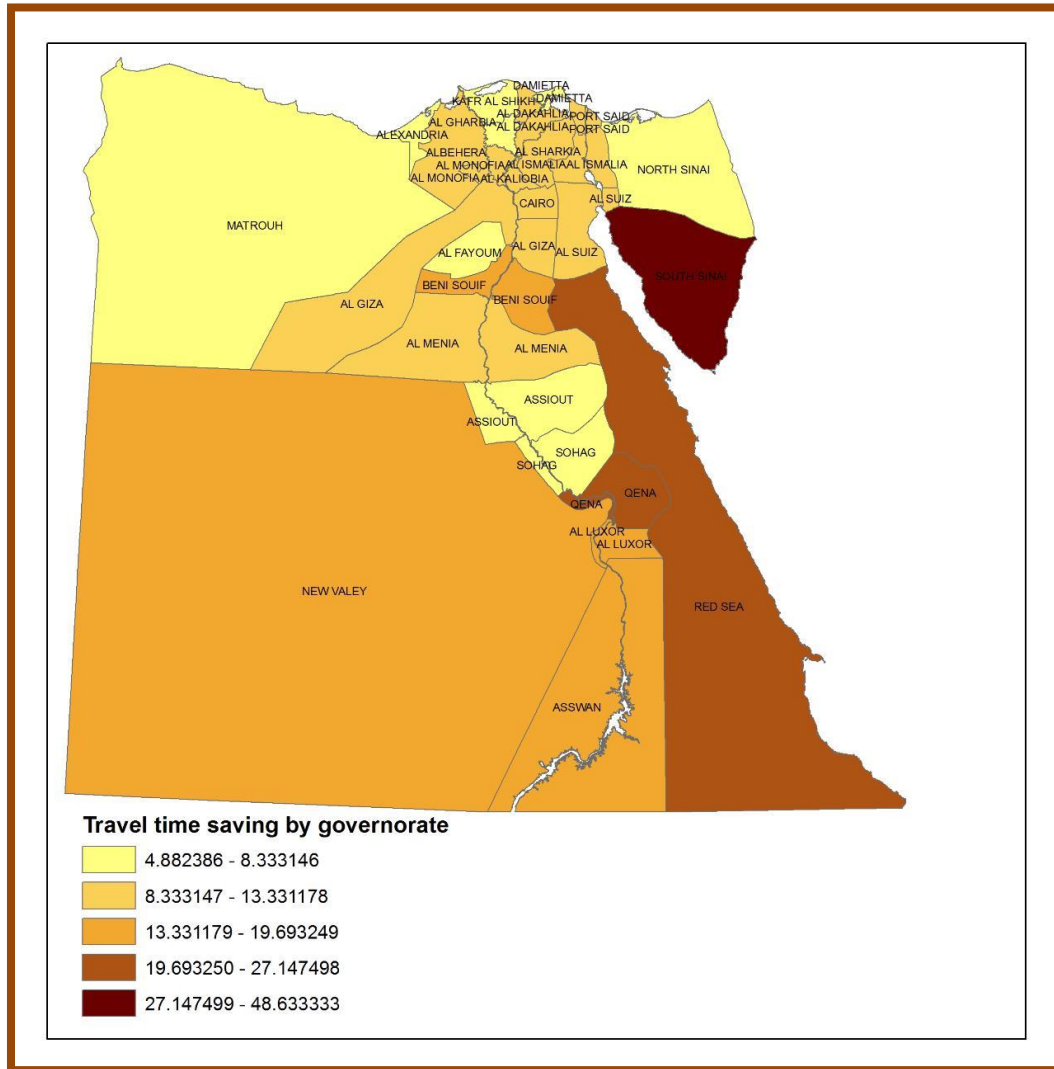 DAMIETTA
KAFR AL SHIKH
DAMIETTA
AL DAKAHLIA
PORT SAID
AL GHARBIA
AL DAKAHLIA
PORT SAID
ALEXANDRIA
ALBEHERA
AL SHARKIA
AL MONOFIA
AL ISMALIA
AL ISMALIA
NORTH SINAI
AL MONOFIA
AL KALIOBIA
CAIRO
AL SUIZ
MATROUH
AL FAYOUM
AL GIZA
AL SUIZ
SOUTH SINAI
BENI SOUIF
BENI SOUIF
AL GIZA
AL MENIA
AL MENIA
ASSIOUT
ASSIOUT
SOHAG
SOHAG
QENA
QENA
AL LUXOR
AL LUXOR
NEW VALEY
RED SEA
ASSWAN
Travel time saving by governorate
4.882386 - 8.333146
8.333147 - 13.331178
13.331179 - 19.693249
19.693250 - 27.147498
27.147499 - 48.633333